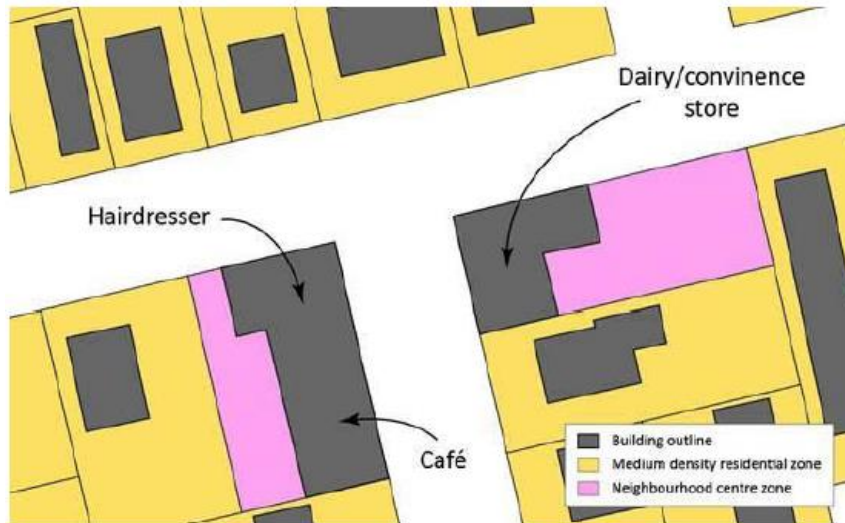 Dairy/convinence
store
Hairdresser
Café
Building outline
Medium density residential zone
Neighbourhood centre zone